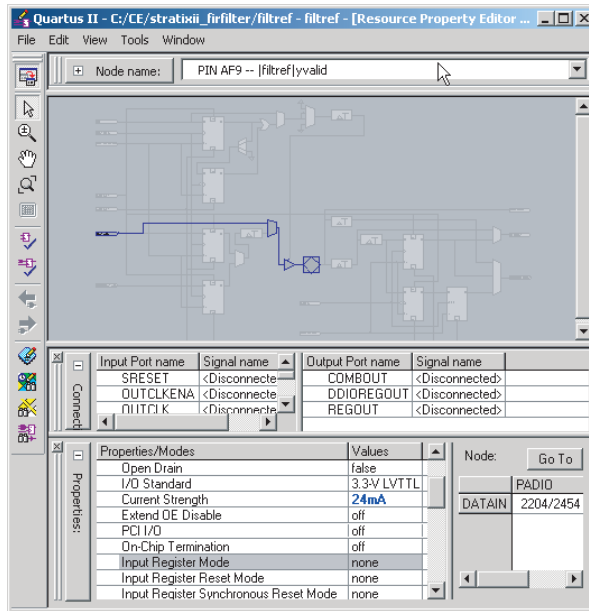 Quartus II - C:/CE/stratixii_firfilter/filtref - filtref - [Resource Property Editor ...
File Edit View Tools Window
Node name: PIN AF9 -- |filtref|yvalid
Input Port name Signal name Output Port name Signal name
SRESET <Disconnecte COMBOUT <Disconnected>
OUTCLKENA <Disconnecte DDIOREGOUT <Disconnected>
OUTCLK <Disconnecte REGOUT <Disconnected>
Connecti
Properties/Modes Values Node: Go To
Open Drain false
I/O Standard 3.3-V LVTTL PADIO
Current Strength 24mA DATAIN 2204/2454
Extend OE Disable off
PCI I/O off
On-Chip Termination off
Input Register Mode none
Input Register Reset Mode none
Input Register Synchronous Reset Mode none
Properties: